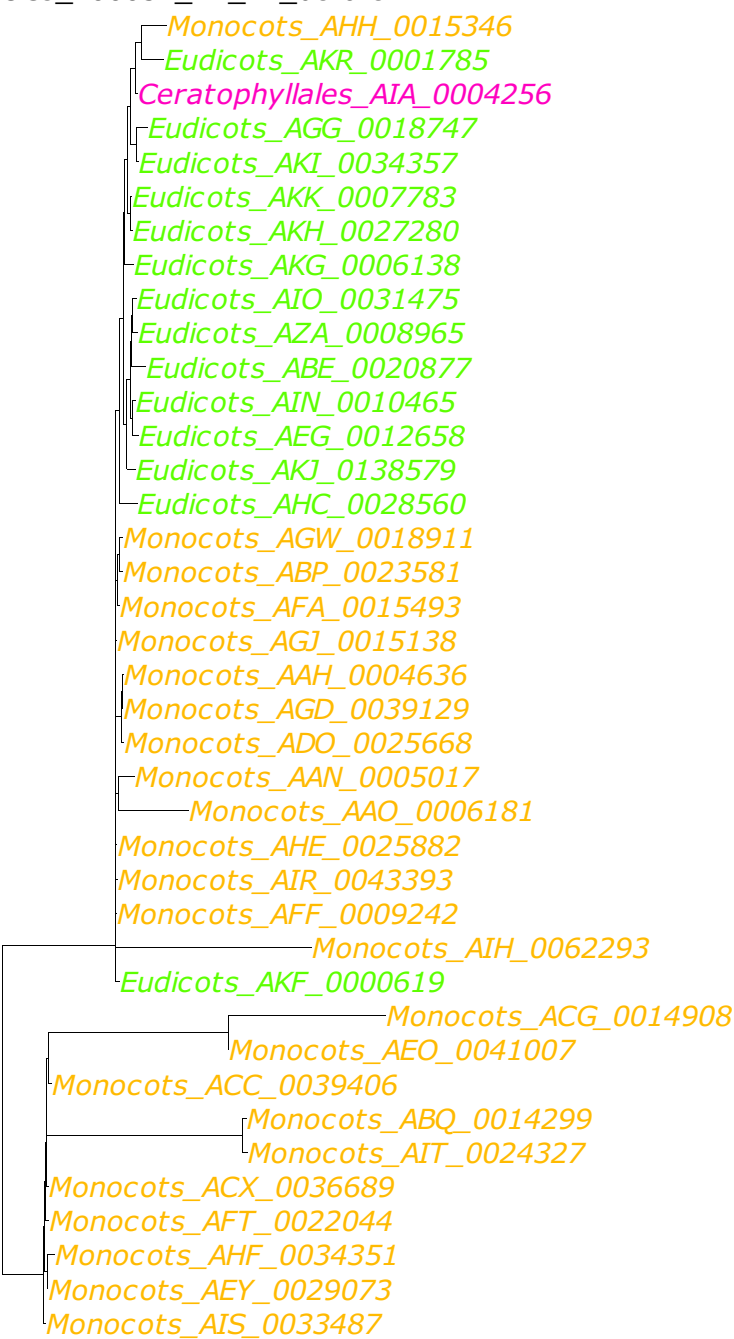 Monocots_AHH_0015346
Eudicots_AKR_0001785
Ceratophyllales_AIA_0004256
Eudicots_AGG_0018747
Eudicots_AKI_0034357
Eudicots_AKK_0007783
Eudicots_AKH_0027280
Eudicots_AKG_0006138
Eudicots_AIO_0031475
Eudicots_AZA_0008965
Eudicots_ABE_0020877
Eudicots_AIN_0010465
Eudicots_AEG_0012658
Eudicots_AKJ_0138579
Eudicots_AHC_0028560
Monocots_AGW_0018911
Monocots_ABP_0023581
Monocots_AFA_0015493
Monocots_AGJ_0015138
Monocots_AAH_0004636
Monocots_AGD_0039129
Monocots_ADO_0025668
Monocots_AAN_0005017
Monocots_AAO_0006181
Monocots_AHE_0025882
Monocots_AIR_0043393
Monocots_AFF_0009242
Monocots_AIH_0062293
Eudicots_AKF_0000619
Monocots_ACG_0014908
Monocots_AEO_0041007
Monocots_ACC_0039406
Monocots_ABQ_0014299
Monocots_AIT_0024327
Monocots_ACX_0036689
Monocots_AFT_0022044
Monocots_AHF_0034351
Monocots_AEY_0029073
Monocots_AIS_0033487